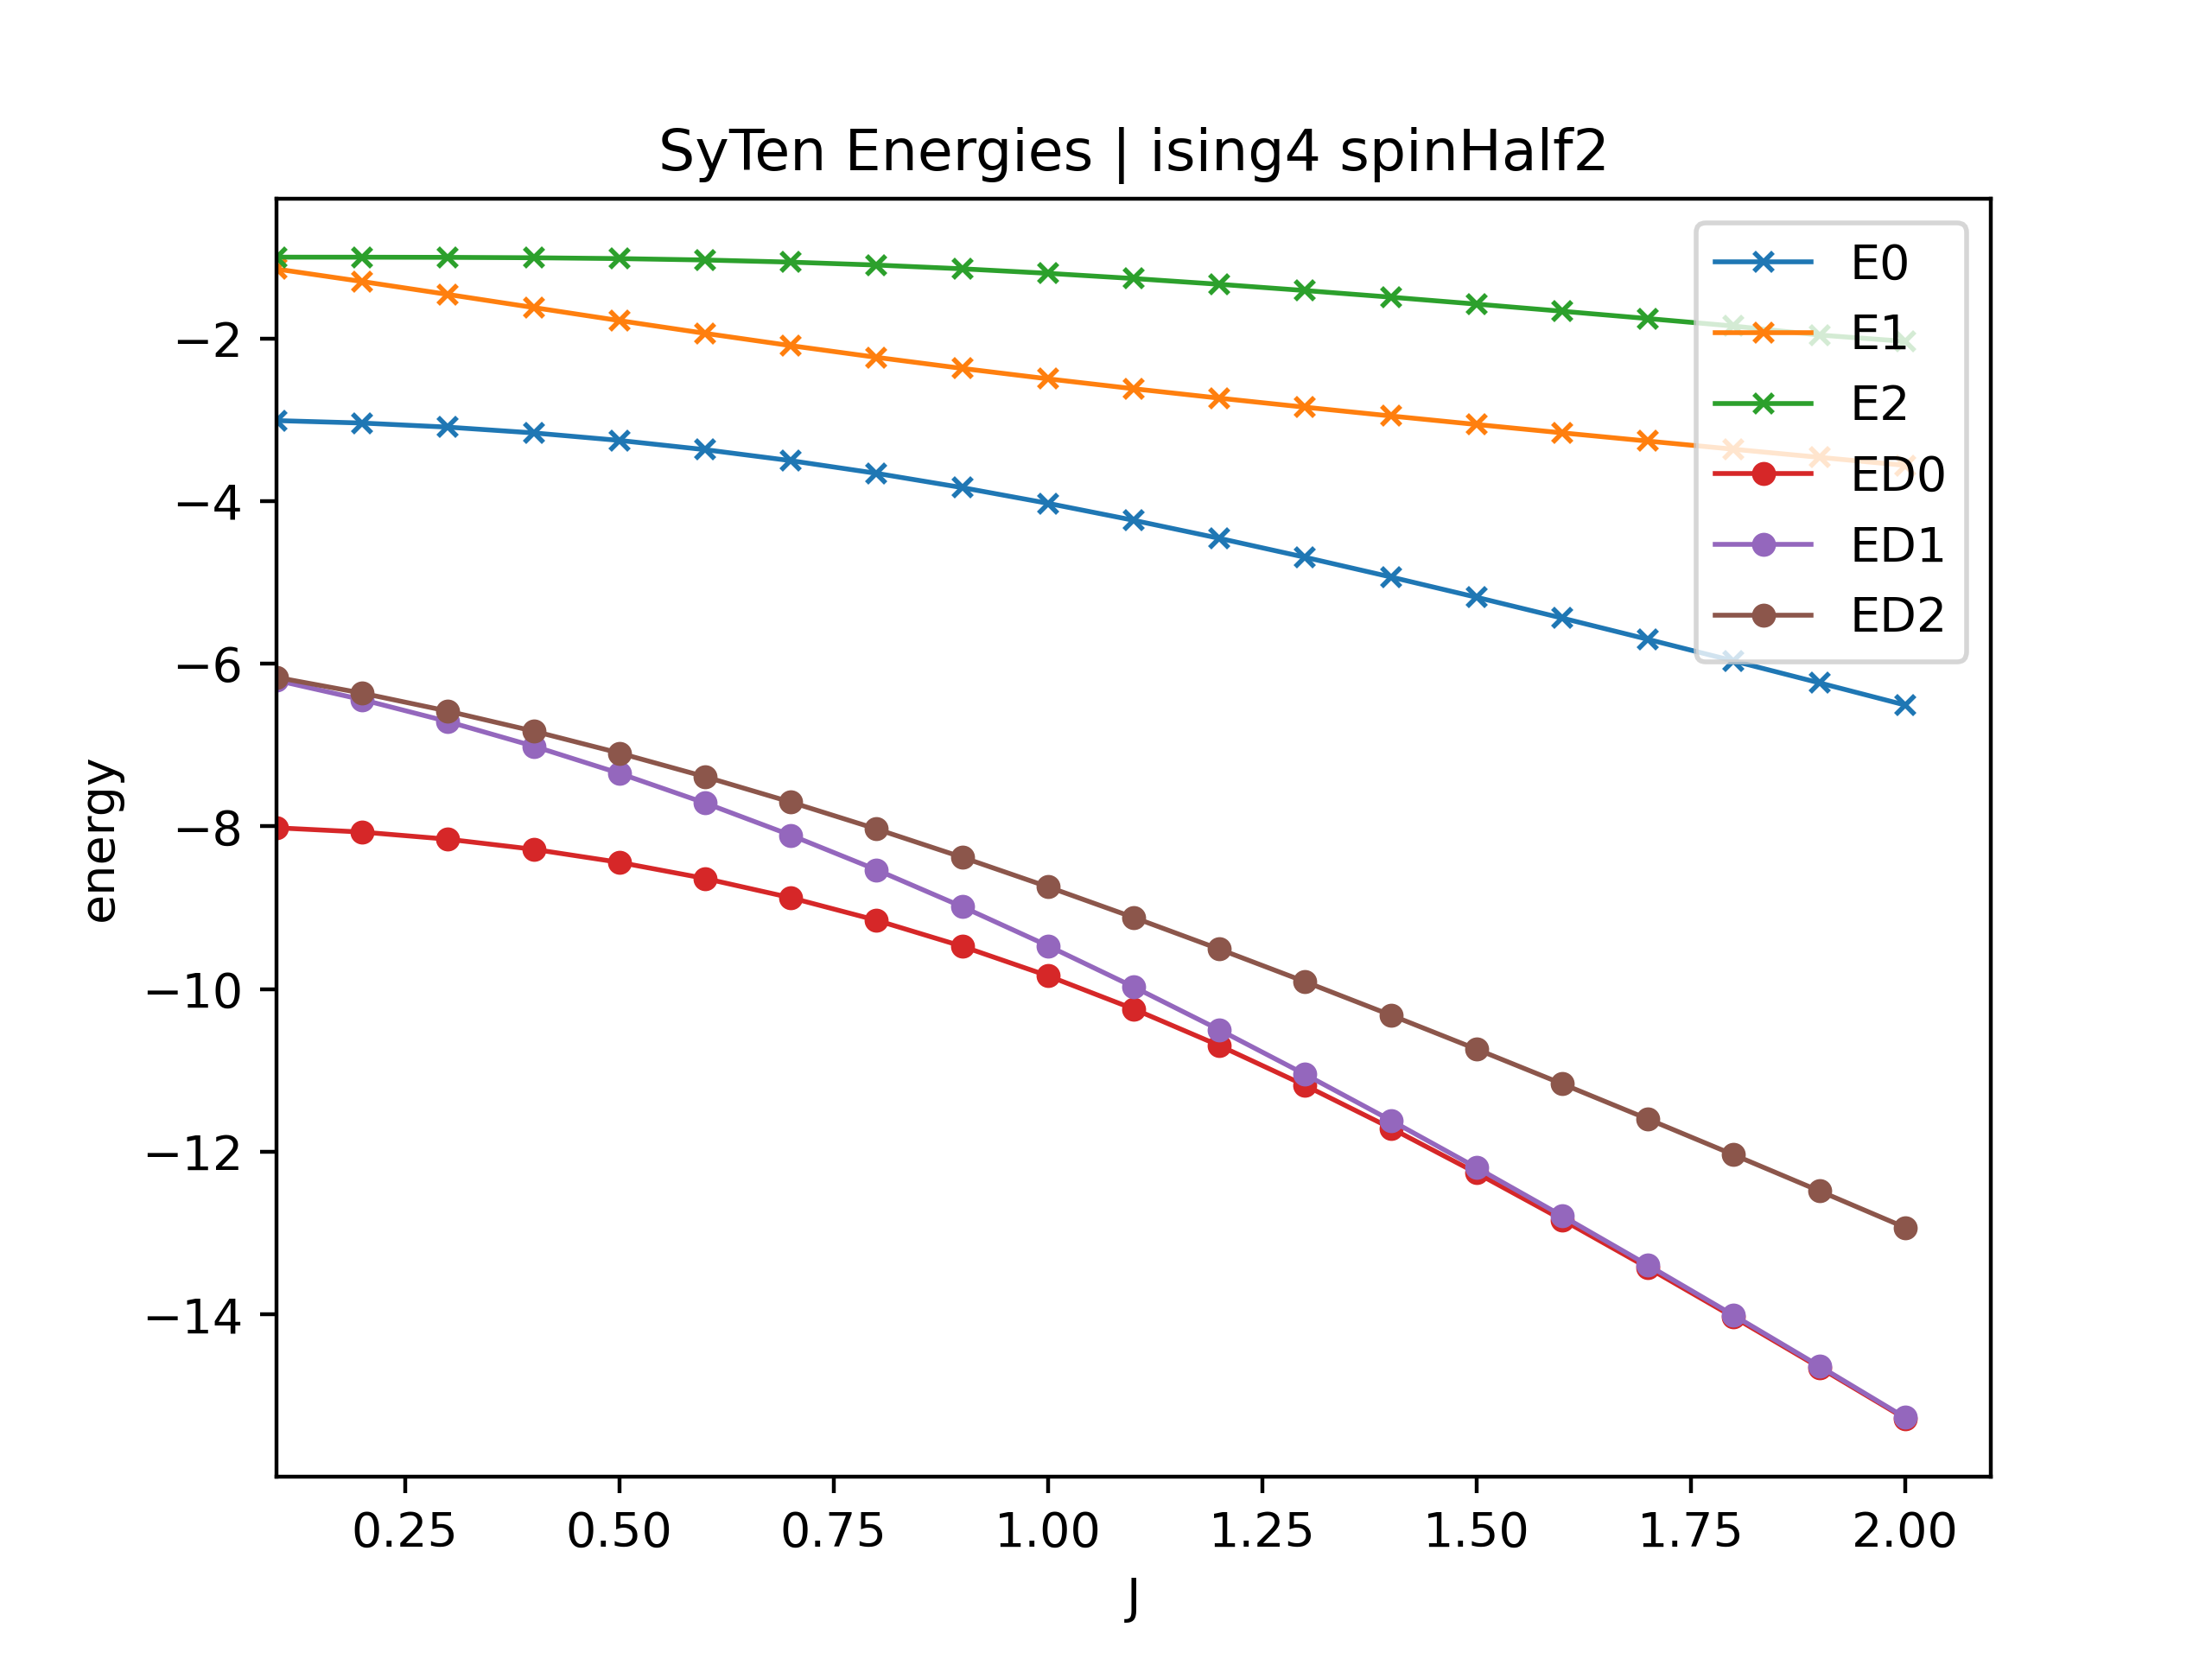 SyTen Energies | ising4 spinHalf2
E0
E1
E2
ED0
ED1
ED2
energy
−2
−4
−6
−8
−10
−12
−14
0.25 0.50 0.75 1.00 1.25 1.50 1.75 2.00
J